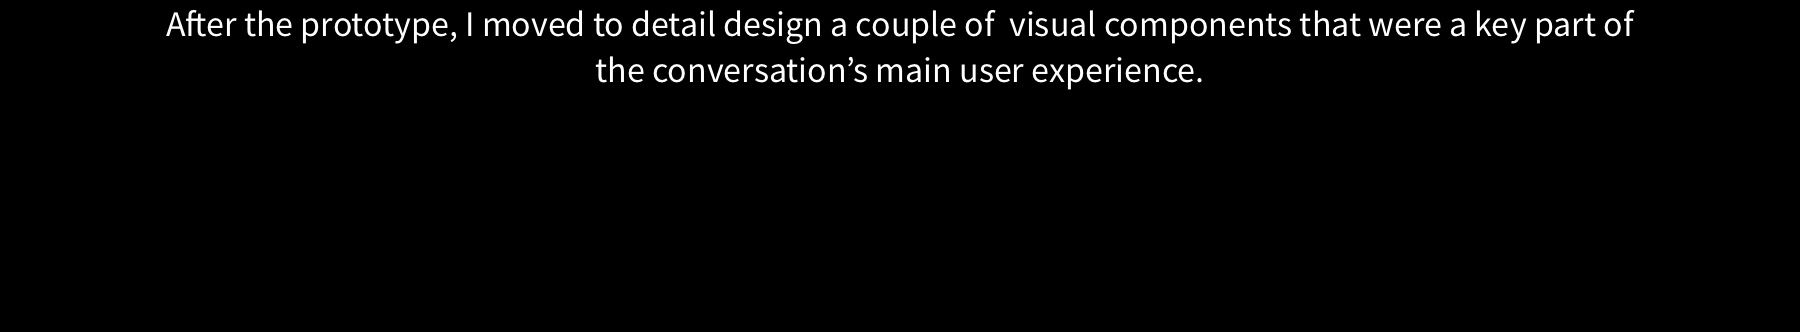 After the prototype, I moved to detail design a couple of  visual components that were a key part of
the conversation’s main user experience.